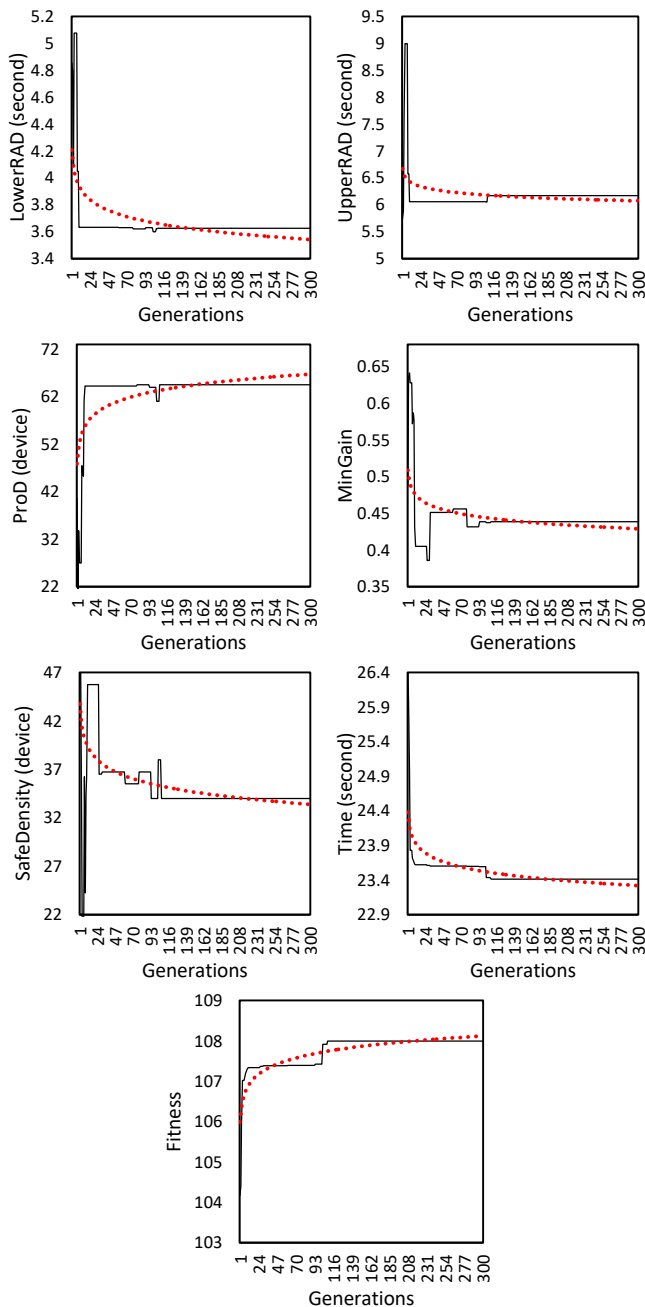 5.2
5
4.8
4.6
4.4
4.2
4
3.8
3.6
3.4
LowerRAD (second)
1 24 47 70 93 116 139 162 185 208 231 254 277 300
Generations
9.5
9
8.5
8
7.5
7
6.5
6
5.5
5
UpperRAD (second)
1 24 47 70 93 116 139 162 185 208 231 254 277 300
Generations
72
62
52
42
32
22
ProD (device)
1 24 47 70 93 116 139 162 185 208 231 254 277 300
Generations
0.65
0.6
0.55
0.5
0.45
0.4
0.35
MinGain
1 24 47 70 93 116 139 162 185 208 231 254 277 300
Generations
47
42
37
32
27
22
SafeDensity (device)
1 24 47 70 93 116 139 162 185 208 231 254 277 300
Generations
26.4
25.9
25.4
24.9
24.4
23.9
23.4
22.9
Time (second)
1 24 47 70 93 116 139 162 185 208 231 254 277 300
Generations
109
108
107
106
105
104
103
Fitness
1 24 47 70 93 116 139 162 185 208 231 254 277 300
Generations